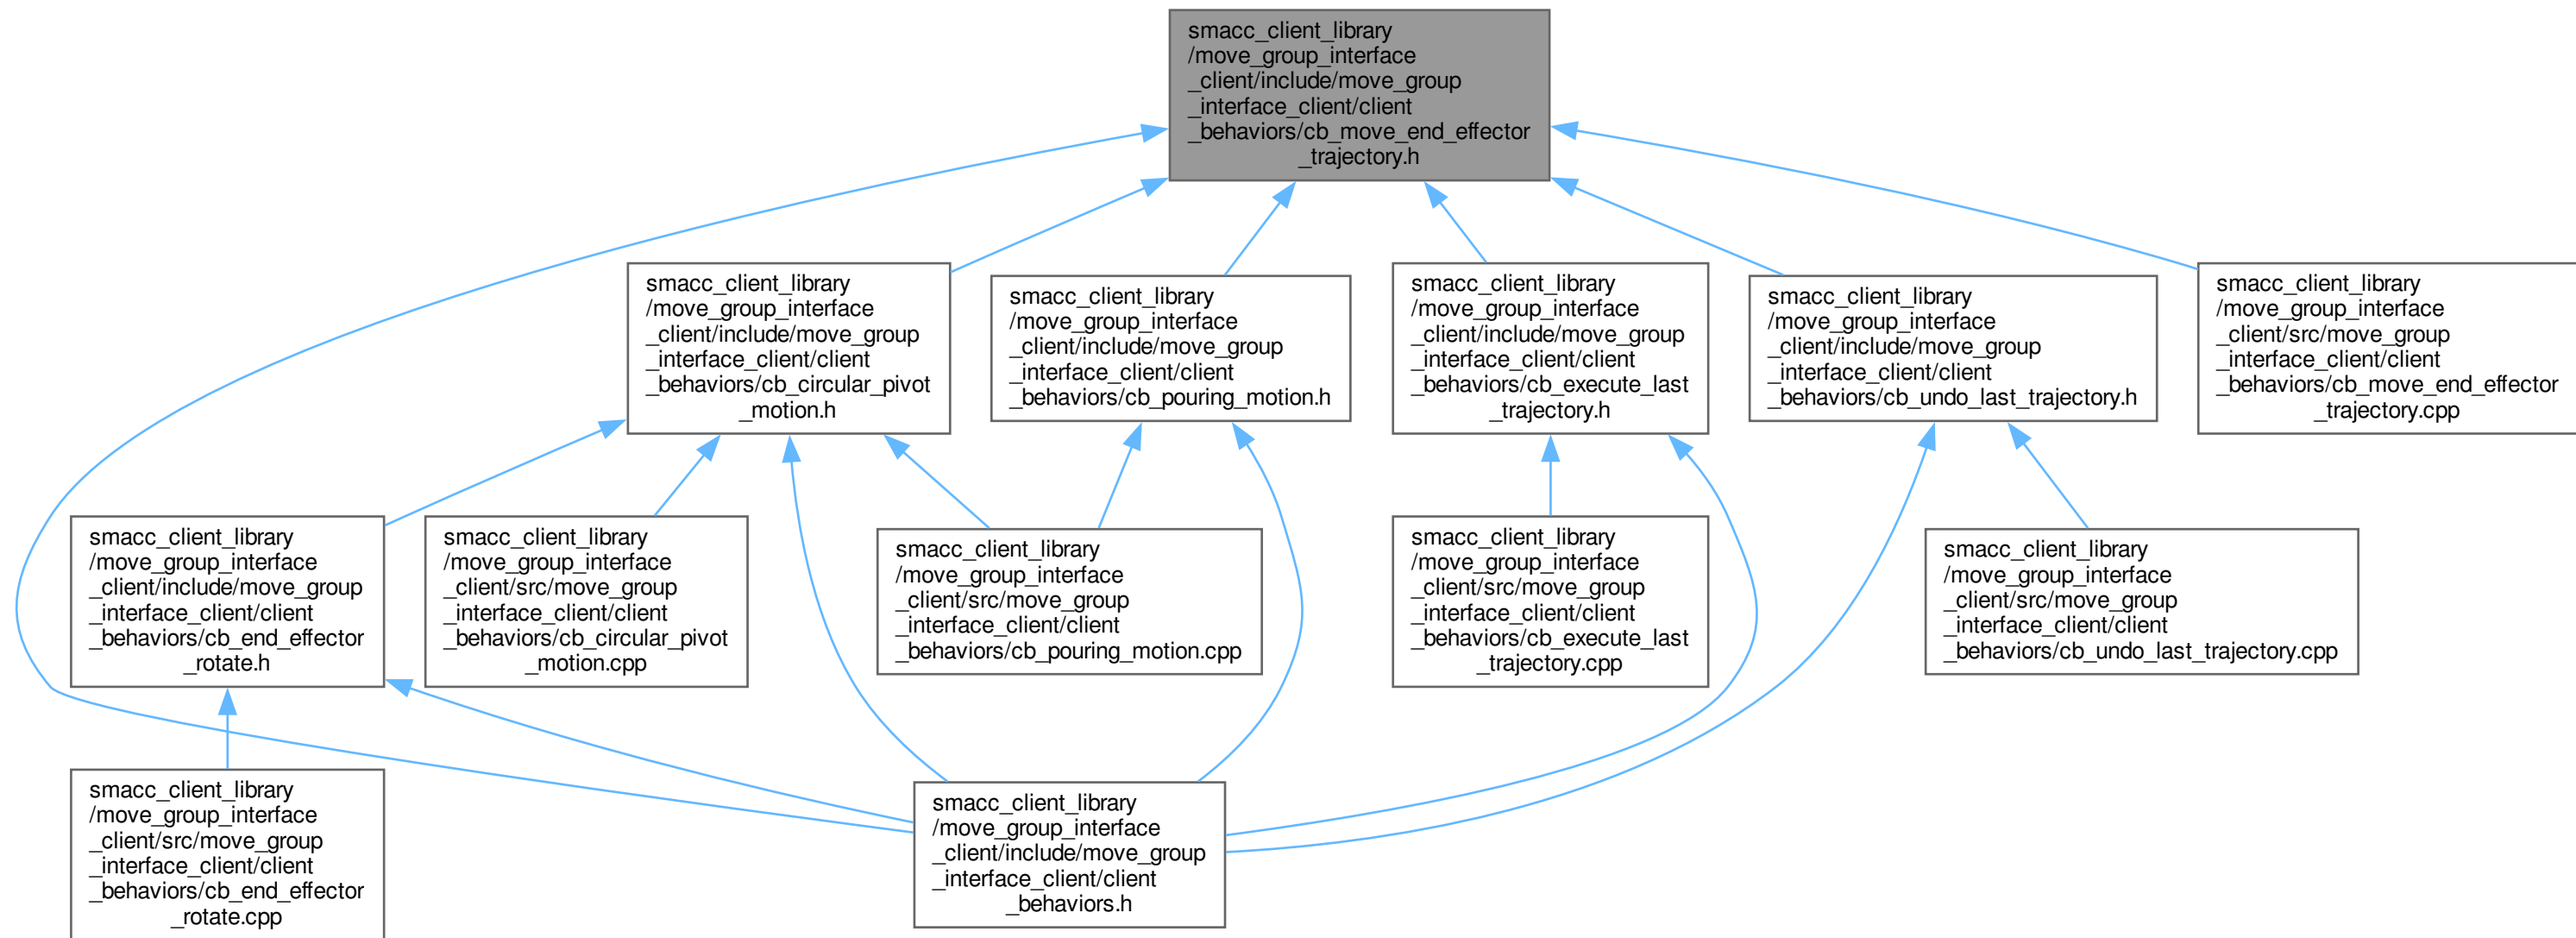 smacc_client_library
/move_group_interface
_client/include/move_group
_interface_client/client
_behaviors/cb_move_end_effector
_trajectory.h
smacc_client_library
/move_group_interface
_client/include/move_group
_interface_client/client
_behaviors/cb_circular_pivot
_motion.h
smacc_client_library
/move_group_interface
_client/include/move_group
_interface_client/client
_behaviors/cb_pouring_motion.h
smacc_client_library
/move_group_interface
_client/include/move_group
_interface_client/client
_behaviors/cb_execute_last
_trajectory.h
smacc_client_library
/move_group_interface
_client/include/move_group
_interface_client/client
_behaviors/cb_undo_last_trajectory.h
smacc_client_library
/move_group_interface
_client/src/move_group
_interface_client/client
_behaviors/cb_move_end_effector
_trajectory.cpp
smacc_client_library
/move_group_interface
_client/include/move_group
_interface_client/client
_behaviors/cb_end_effector
_rotate.h
smacc_client_library
/move_group_interface
_client/src/move_group
_interface_client/client
_behaviors/cb_circular_pivot
_motion.cpp
smacc_client_library
/move_group_interface
_client/src/move_group
_interface_client/client
_behaviors/cb_pouring_motion.cpp
smacc_client_library
/move_group_interface
_client/src/move_group
_interface_client/client
_behaviors/cb_execute_last
_trajectory.cpp
smacc_client_library
/move_group_interface
_client/src/move_group
_interface_client/client
_behaviors/cb_undo_last_trajectory.cpp
smacc_client_library
/move_group_interface
_client/src/move_group
_interface_client/client
_behaviors/cb_end_effector
_rotate.cpp
smacc_client_library
/move_group_interface
_client/include/move_group
_interface_client/client
_behaviors.h